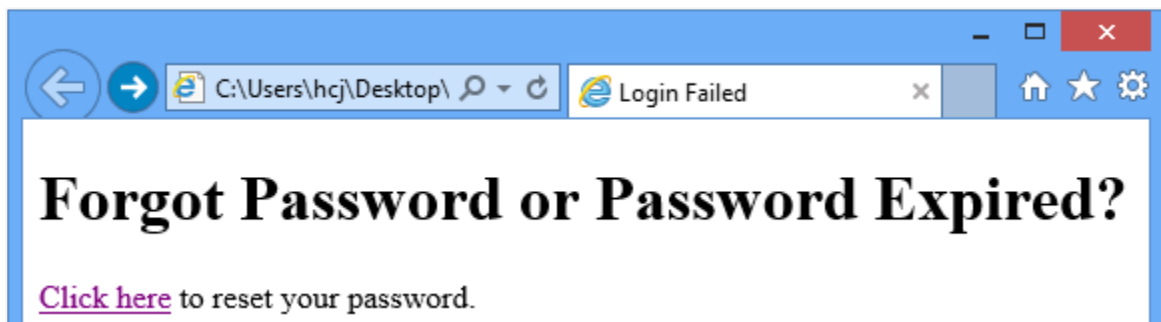 C:\Users\hcj\Desktop\
Login Failed
Forgot Password or Password Expired?
Click here to reset your password.